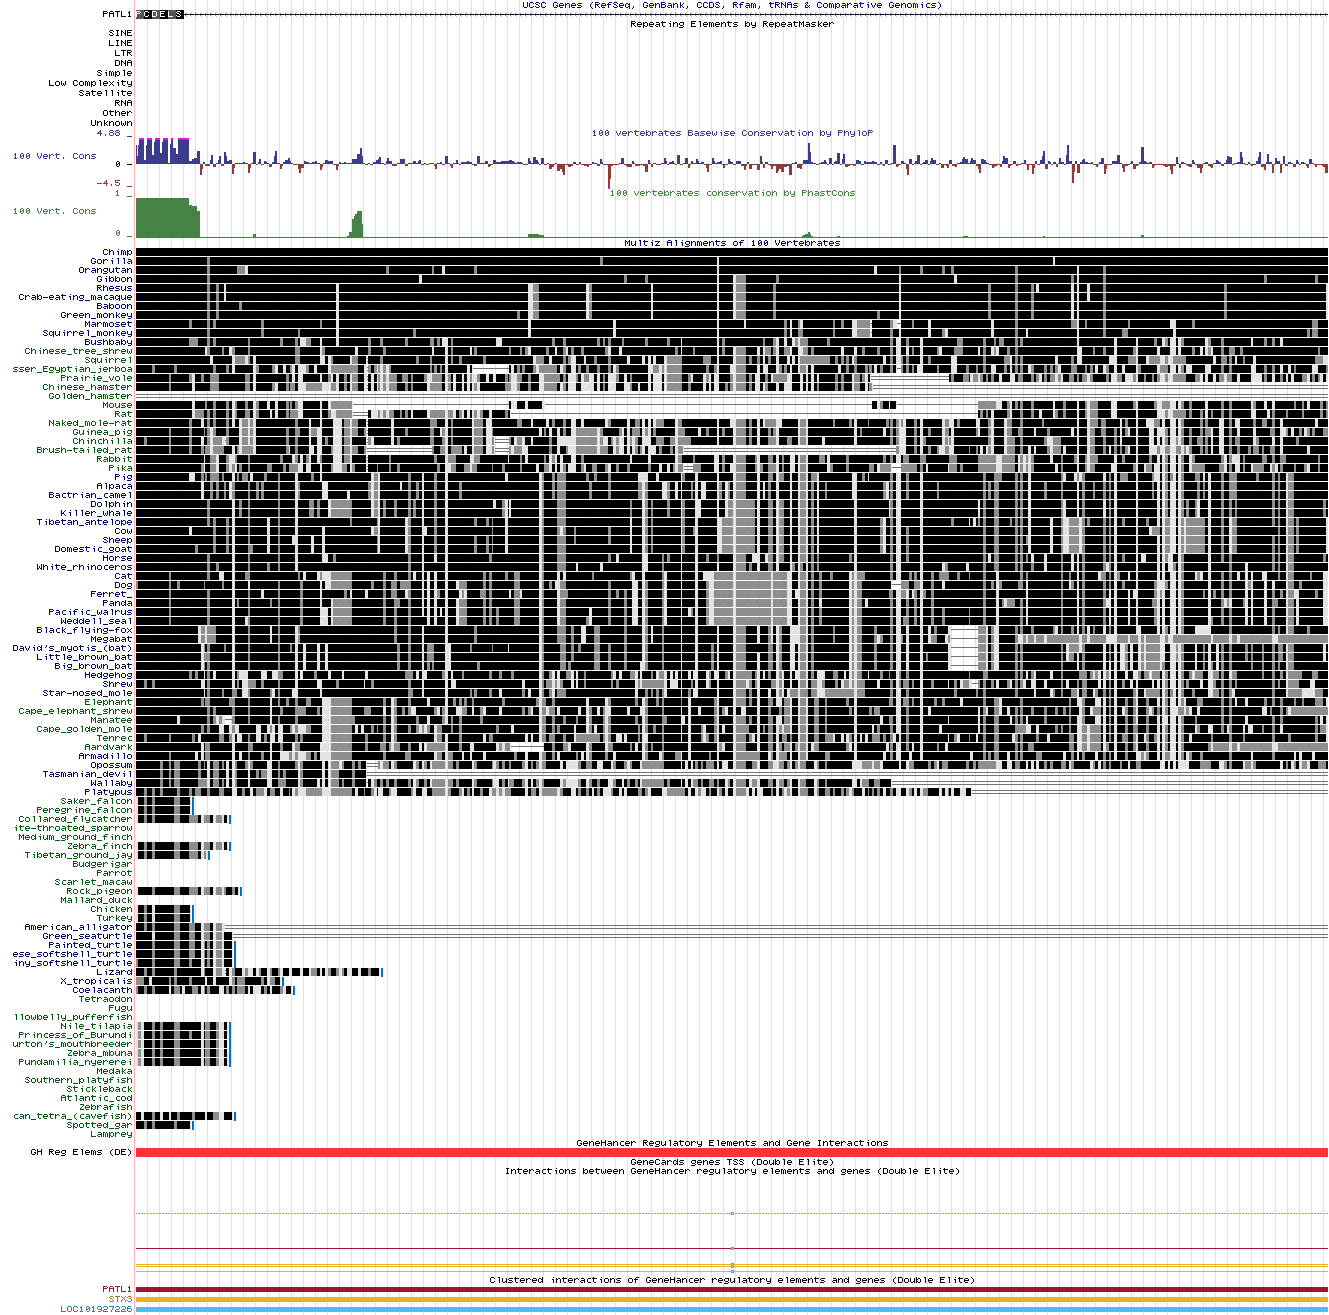 UCSC Genes (RefSeq, GenBank, CCDS, Rfam, tRNAs & Comparative Genomics)
PATL1 P C D E L S
Repeating Elements by RepeatMasker
SINE
LINE
LTR
DNA
Simple
Low Complexity
Satellite
RNA
Other
Unknown
4.88 _
100 vertebrates Basewise Conservation by PhyloP
100 Vert. Cons
0 _
-4.5 _
100 vertebrates conservation by PhastCons
1 _
100 Vert. Cons
0 _
Multiz Alignments of 100 Vertebrates
Chimp
Gorilla
Orangutan
Gibbon
Rhesus
Crab-eating_macaque
Baboon
Green_monkey
Marmoset
Squirrel_monkey
Bushbaby
Chinese_tree_shrew
Squirrel
sser_Egyptian_jerboa
Prairie_vole
Chinese_hamster
Golden_hamster
Mouse
Rat
Naked_mole-rat
Guinea_pig
Chinchilla
Brush-tailed_rat
Rabbit
Pika
Pig
Alpaca
Bactrian_camel
Dolphin
Killer_whale
Tibetan_antelope
Cow
Sheep
Domestic_goat
Horse
White_rhinoceros
Cat
Dog
Ferret_
Panda
Pacific_walrus
Weddell_seal
Black_flying-fox
Megabat
David's_myotis_(bat)
Little_brown_bat
Big_brown_bat
Hedgehog
Shrew
Star-nosed_mole
Elephant
Cape_elephant_shrew
Manatee
Cape_golden_mole
Tenrec
Aardvark
Armadillo
Opossum
Tasmanian_devil
Wallaby
Platypus
Saker_falcon
Peregrine_falcon
Collared_flycatcher
ite-throated_sparrow
Medium_ground_finch
Zebra_finch
Tibetan_ground_jay
Budgerigar
Parrot
Scarlet_macaw
Rock_pigeon
Mallard_duck
Chicken
Turkey
American_alligator
Green_seaturtle
Painted_turtle
ese_softshell_turtle
iny_softshell_turtle
Lizard
X_tropicalis
Coelacanth
Tetraodon
Fugu
llowbelly_pufferfish
Nile_tilapia
Princess_of_Burundi
urton's_mouthbreeder
Zebra_mbuna
Pundamilia_nyererei
Medaka
Southern_platyfish
Stickleback
Atlantic_cod
Zebrafish
can_tetra_(cavefish)
Spotted_gar
Lamprey
GeneHancer Regulatory Elements and Gene Interactions
GH Reg Elems (DE)
GeneCards genes TSS (Double Elite)
Interactions between GeneHancer regulatory elements and genes (Double Elite)
Clustered interactions of GeneHancer regulatory elements and genes (Double Elite)
PATL1
STX3
LOC101927226